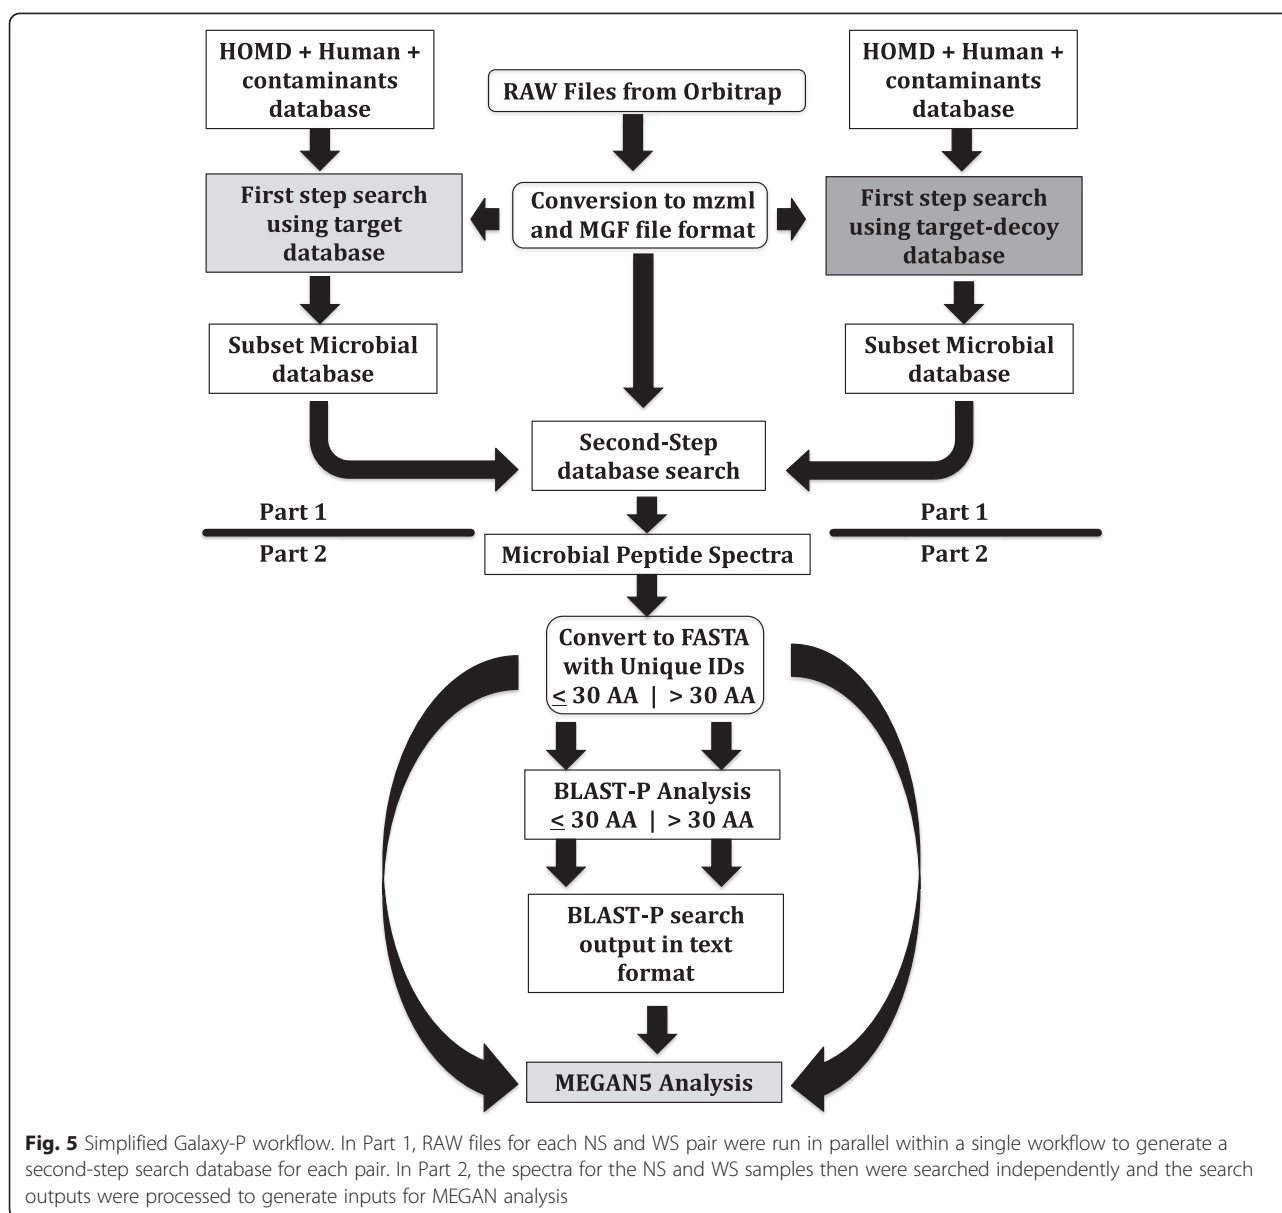 HOMD + Human +
contaminants
database
RAW Files from Orbitrap
HOMD + Human +
contaminants
database
First step search
using target
database
Conversion to mzml
and MGF file format
First step search
using target-decoy
database
Subset Microbial
database
Subset Microbial
database
Second-Step
database search
Part 1
Part 2
Part 1
Part 2
Microbial Peptide Spectra
Convert to FASTA
with Unique IDs
≤ 30 AA | > 30 AA
BLAST-P Analysis
≤ 30 AA | > 30 AA
BLAST-P search
output in text
format
MEGAN5 Analysis
Fig. 5 Simplified Galaxy-P workflow. In Part 1, RAW files for each NS and WS pair were run in parallel within a single workflow to generate a
second-step search database for each pair. In Part 2, the spectra for the NS and WS samples then were searched independently and the search
outputs were processed to generate inputs for MEGAN analysis